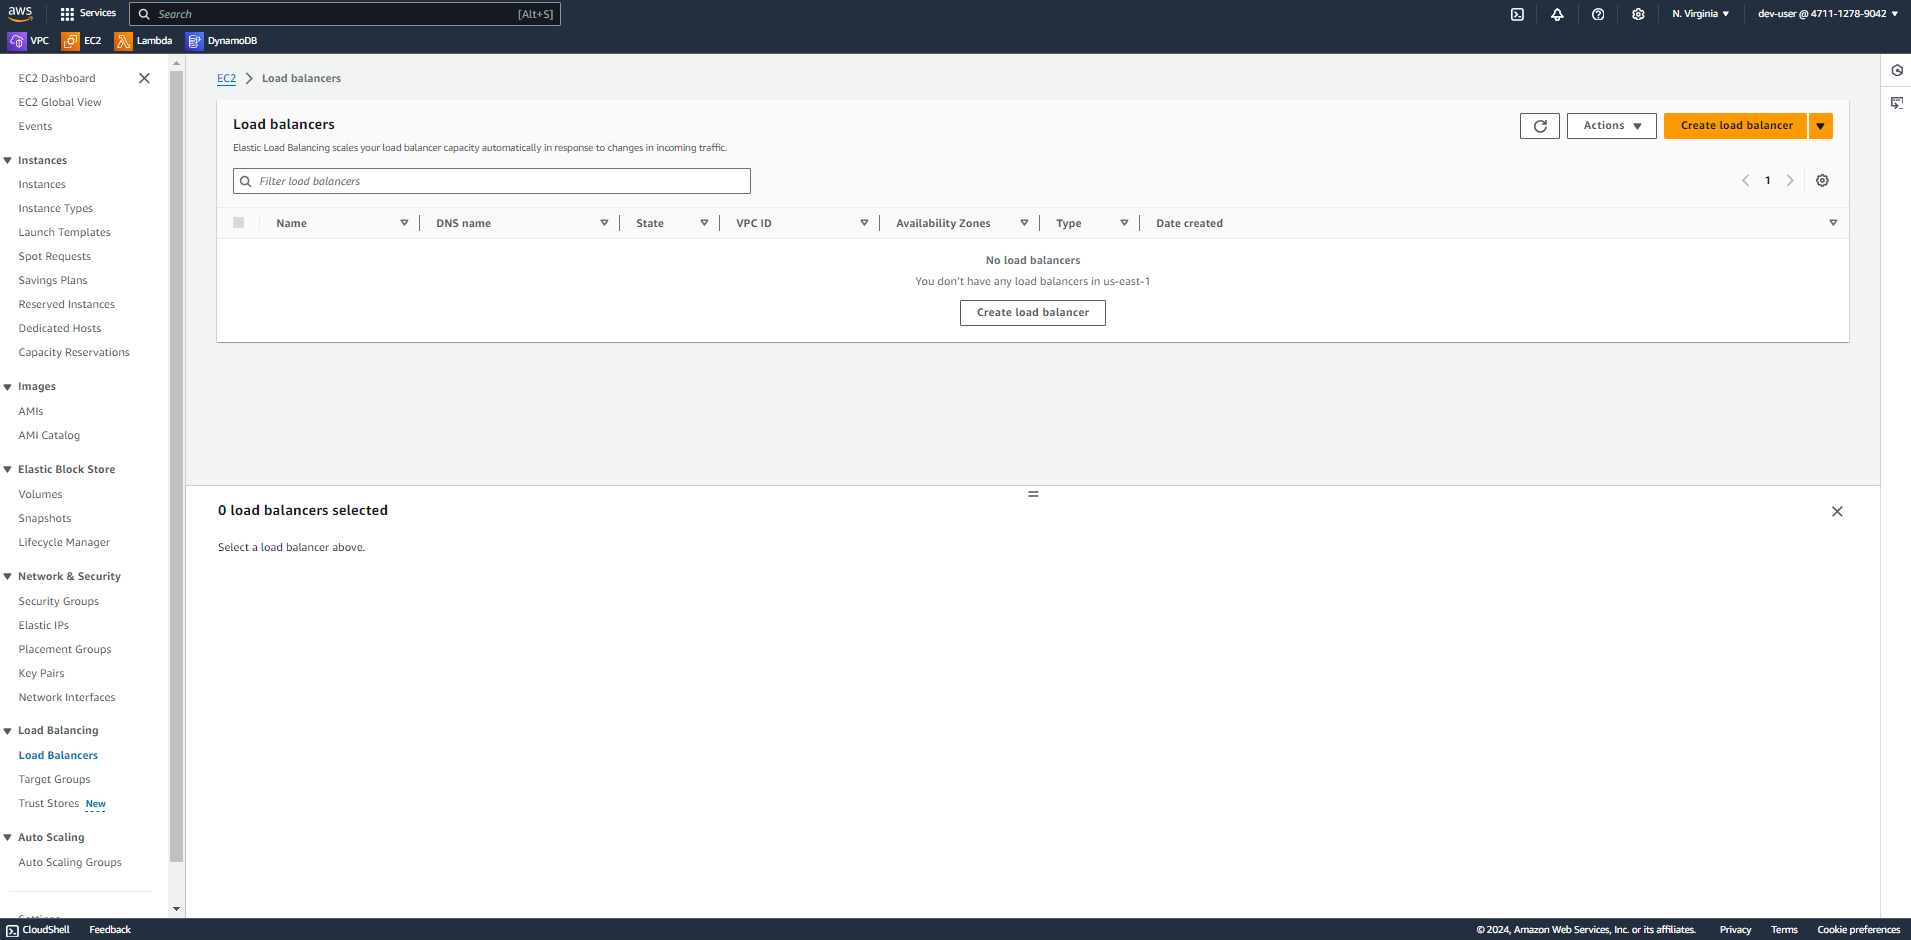 aws
Services
Search
[Alt+S]
N. Virginia
dev-user @ 4711-1278-9042
VPC
EC2
Lambda
DynamoDB
EC2 Dashboard
EC2 Global View
Events
Instances
Instances
Instance Types
Launch Templates
Spot Requests
Savings Plans
Reserved Instances
Dedicated Hosts
Capacity Reservations
Images
AMIs
AMI Catalog
Elastic Block Store
Volumes
Snapshots
Lifecycle Manager
Network & Security
Security Groups
Elastic IPs
Placement Groups
Key Pairs
Network Interfaces
Load Balancing
Load Balancers
Target Groups
Trust Stores New
Auto Scaling
Auto Scaling Groups
Settings
EC2 > Load balancers
Load balancers
Actions
Create load balancer
Elastic Load Balancing scales your load balancer capacity automatically in response to changes in incoming traffic.
Filter load balancers
1
Name
DNS name
State
VPC ID
Availability Zones
Type
Date created
No load balancers
You don't have any load balancers in us-east-1
Create load balancer
0 load balancers selected
Select a load balancer above.
CloudShell
Feedback
© 2024, Amazon Web Services, Inc. or its affiliates.
Privacy
Terms
Cookie preferences